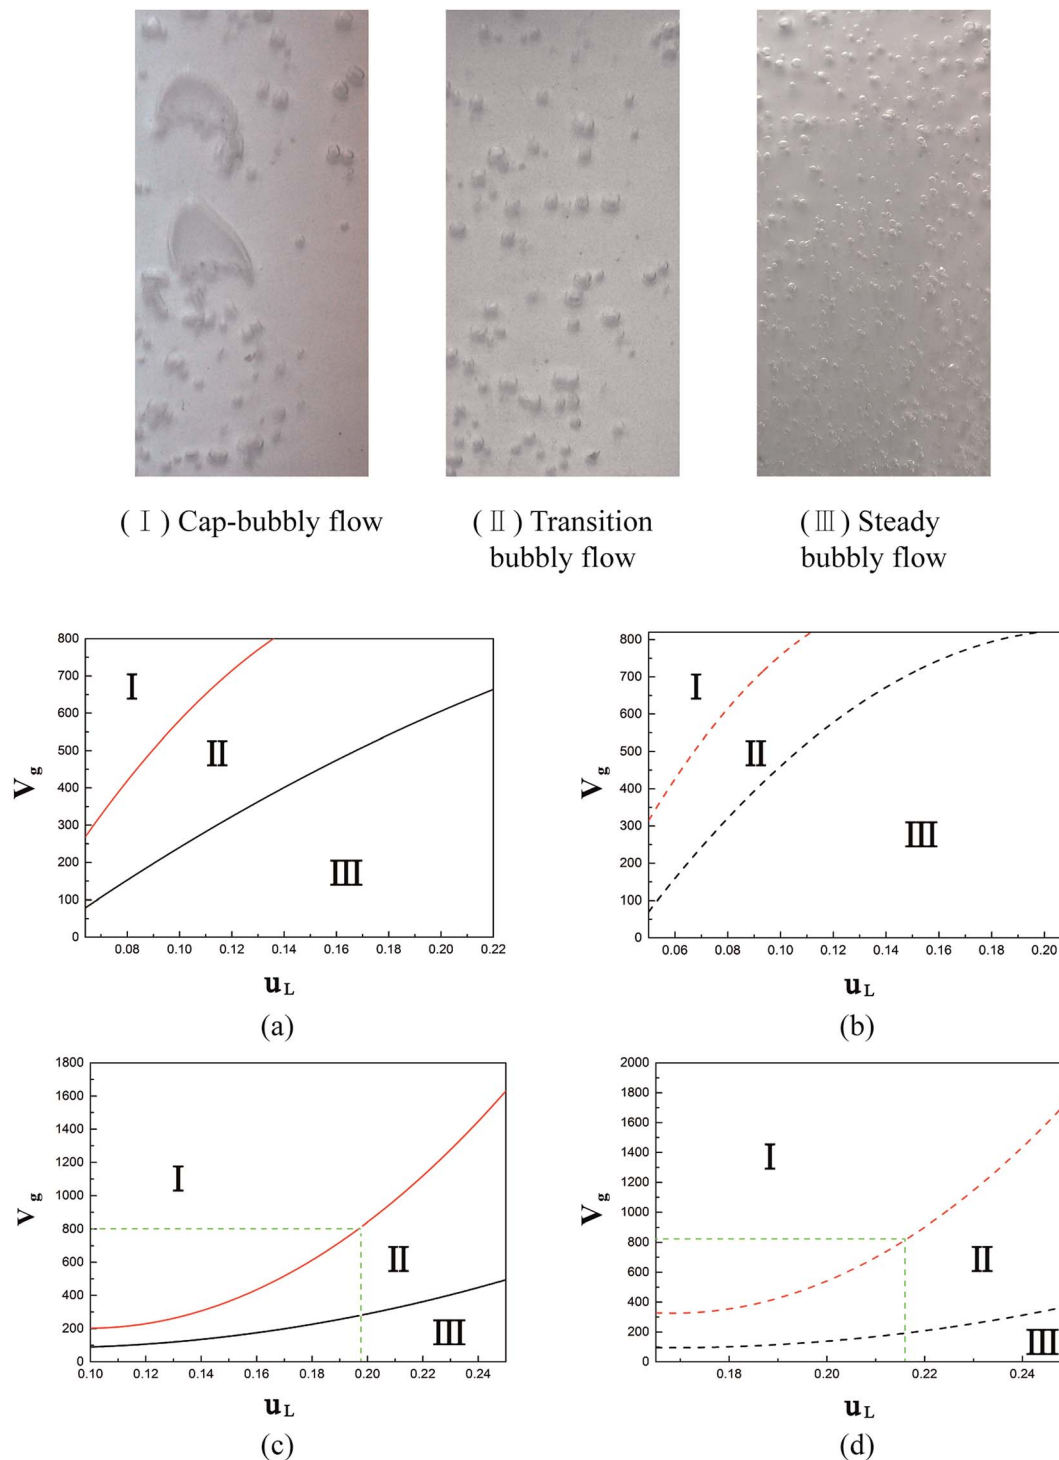 (Ⅰ) Cap-bubbly flow
(Ⅱ) Transition
bubbly flow
(Ⅲ) Steady
bubbly flow
800
700
600
500
400
300
200
100
0
V g
Ⅰ
Ⅱ
Ⅲ
0.08 0.10 0.12 0.14 0.16 0.18 0.20 0.22
u L
(a)
800
700
600
500
400
300
200
100
0
V g
Ⅰ
Ⅱ
Ⅲ
0.06 0.08 0.10 0.12 0.14 0.16 0.18 0.20
u L
(b)
1800
1600
1400
1200
1000
800
600
400
200
0
V g
Ⅰ
Ⅱ
Ⅲ
0.10 0.12 0.14 0.16 0.18 0.20 0.22 0.24
u L
(c)
2000
1800
1600
1400
1200
1000
800
600
400
200
0
V g
Ⅰ
Ⅱ
Ⅲ
0.18 0.20 0.22 0.24
u L
(d)